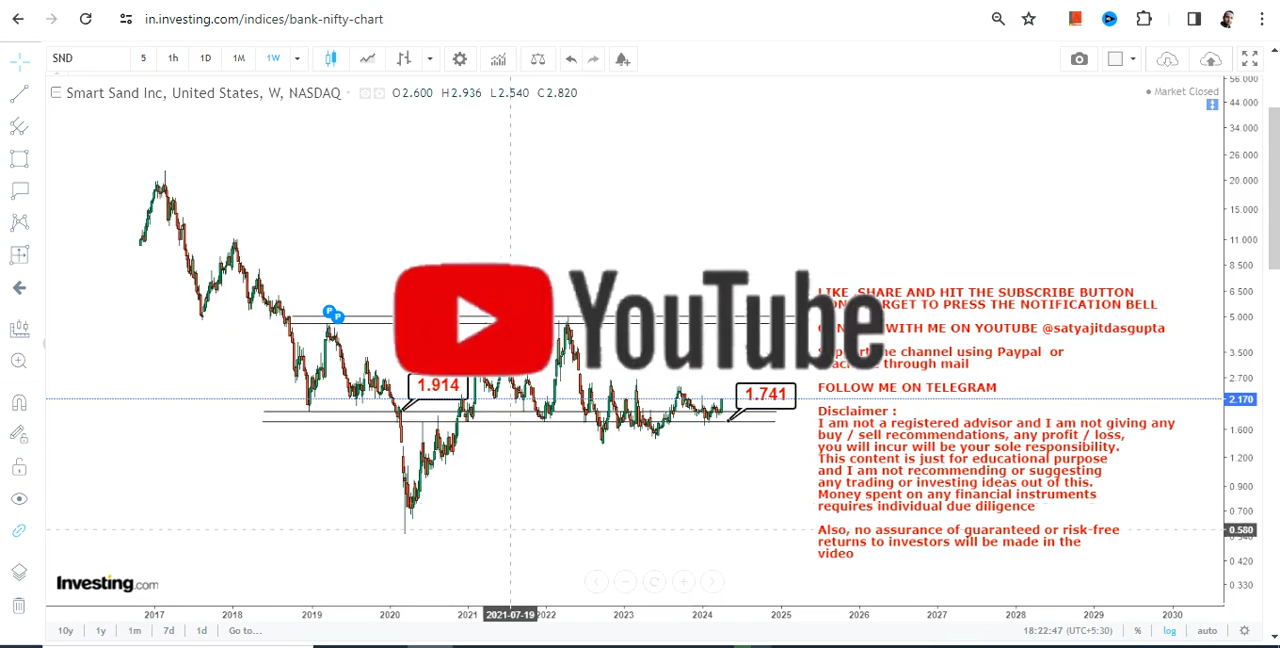 in.investing.com/indices/bank-nifty-chart
SND 5 1h 1D 1M 1W
Smart Sand Inc, United States, W, NASDAQ O2.600 H2.936 L2.540 C2.820
Market Closed
56.000
44.000
34.000
26.000
20.000
15.000
11.000
8.500
6.500
5.000
3.500
2.700
2.170
1.600
1.200
0.900
0.700
0.580
0.420
0.330
P
P
YouTube
1.914
1.741
LIKE SHARE AND HIT THE SUBSCRIBE BUTTON
GET TO PRESS THE NOTIFICATION BELL
WITH ME ON YOUTUBE @satyajitdasgupta
channel using Paypal or
through mail
FOLLOW ME ON TELEGRAM
Disclaimer :
I am not a registered advisor and I am not giving any
buy / sell recommendations, any profit / loss,
you will incur will be your sole responsibility.
This content is just for educational purpose
and I am not recommending or suggesting
any trading or investing ideas out of this.
Money spent on any financial instruments
requires individual due diligence
Also, no assurance of guaranteed or risk-free
returns to investors will be made in the
video
Investing.com
2017 2018 2019 2020 2021 2021-07-19 2022 2023 2024 2025 2026 2027 2028 2029 2030
10y 1y 1m 7d 1d Go to... 18:22:47 (UTC+5:30) % log auto